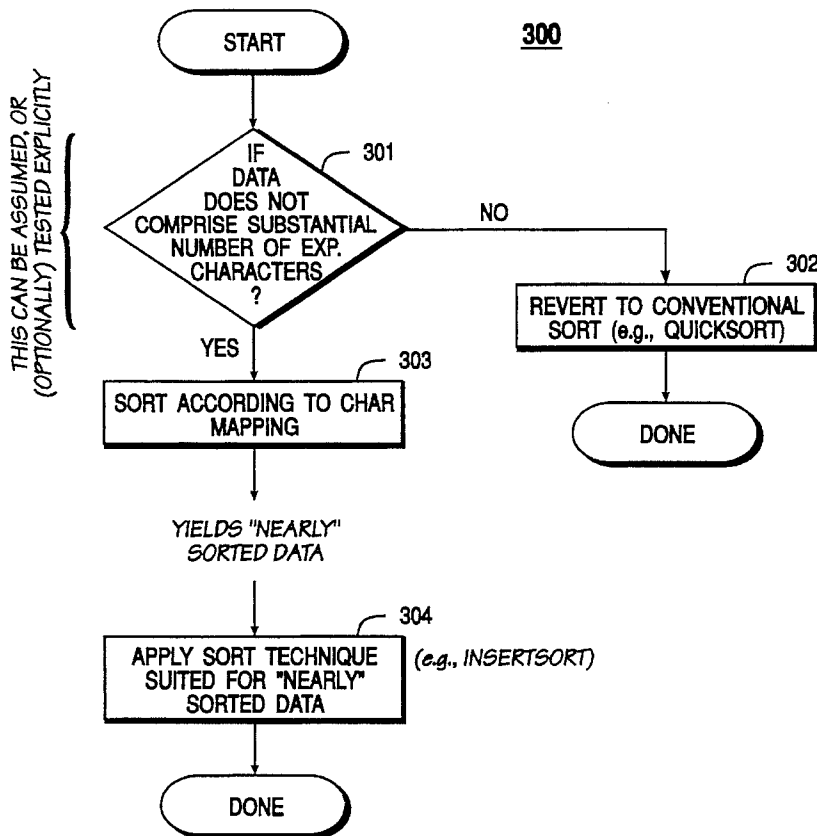 START
300
THIS CAN BE ASSUMED, OR
(OPTIONALLY) TESTED EXPLICITLY
301
IF
DATA
DOES NOT
COMPRISE SUBSTANTIAL
NUMBER OF EXP.
CHARACTERS
?
NO
302
REVERT TO CONVENTIONAL
SORT (e.g., QUICKSORT)
DONE
YES
303
SORT ACCORDING TO CHAR
MAPPING
YIELDS "NEARLY"
SORTED DATA
304
APPLY SORT TECHNIQUE
SUITED FOR "NEARLY"
SORTED DATA
(e.g., INSERTSORT)
DONE